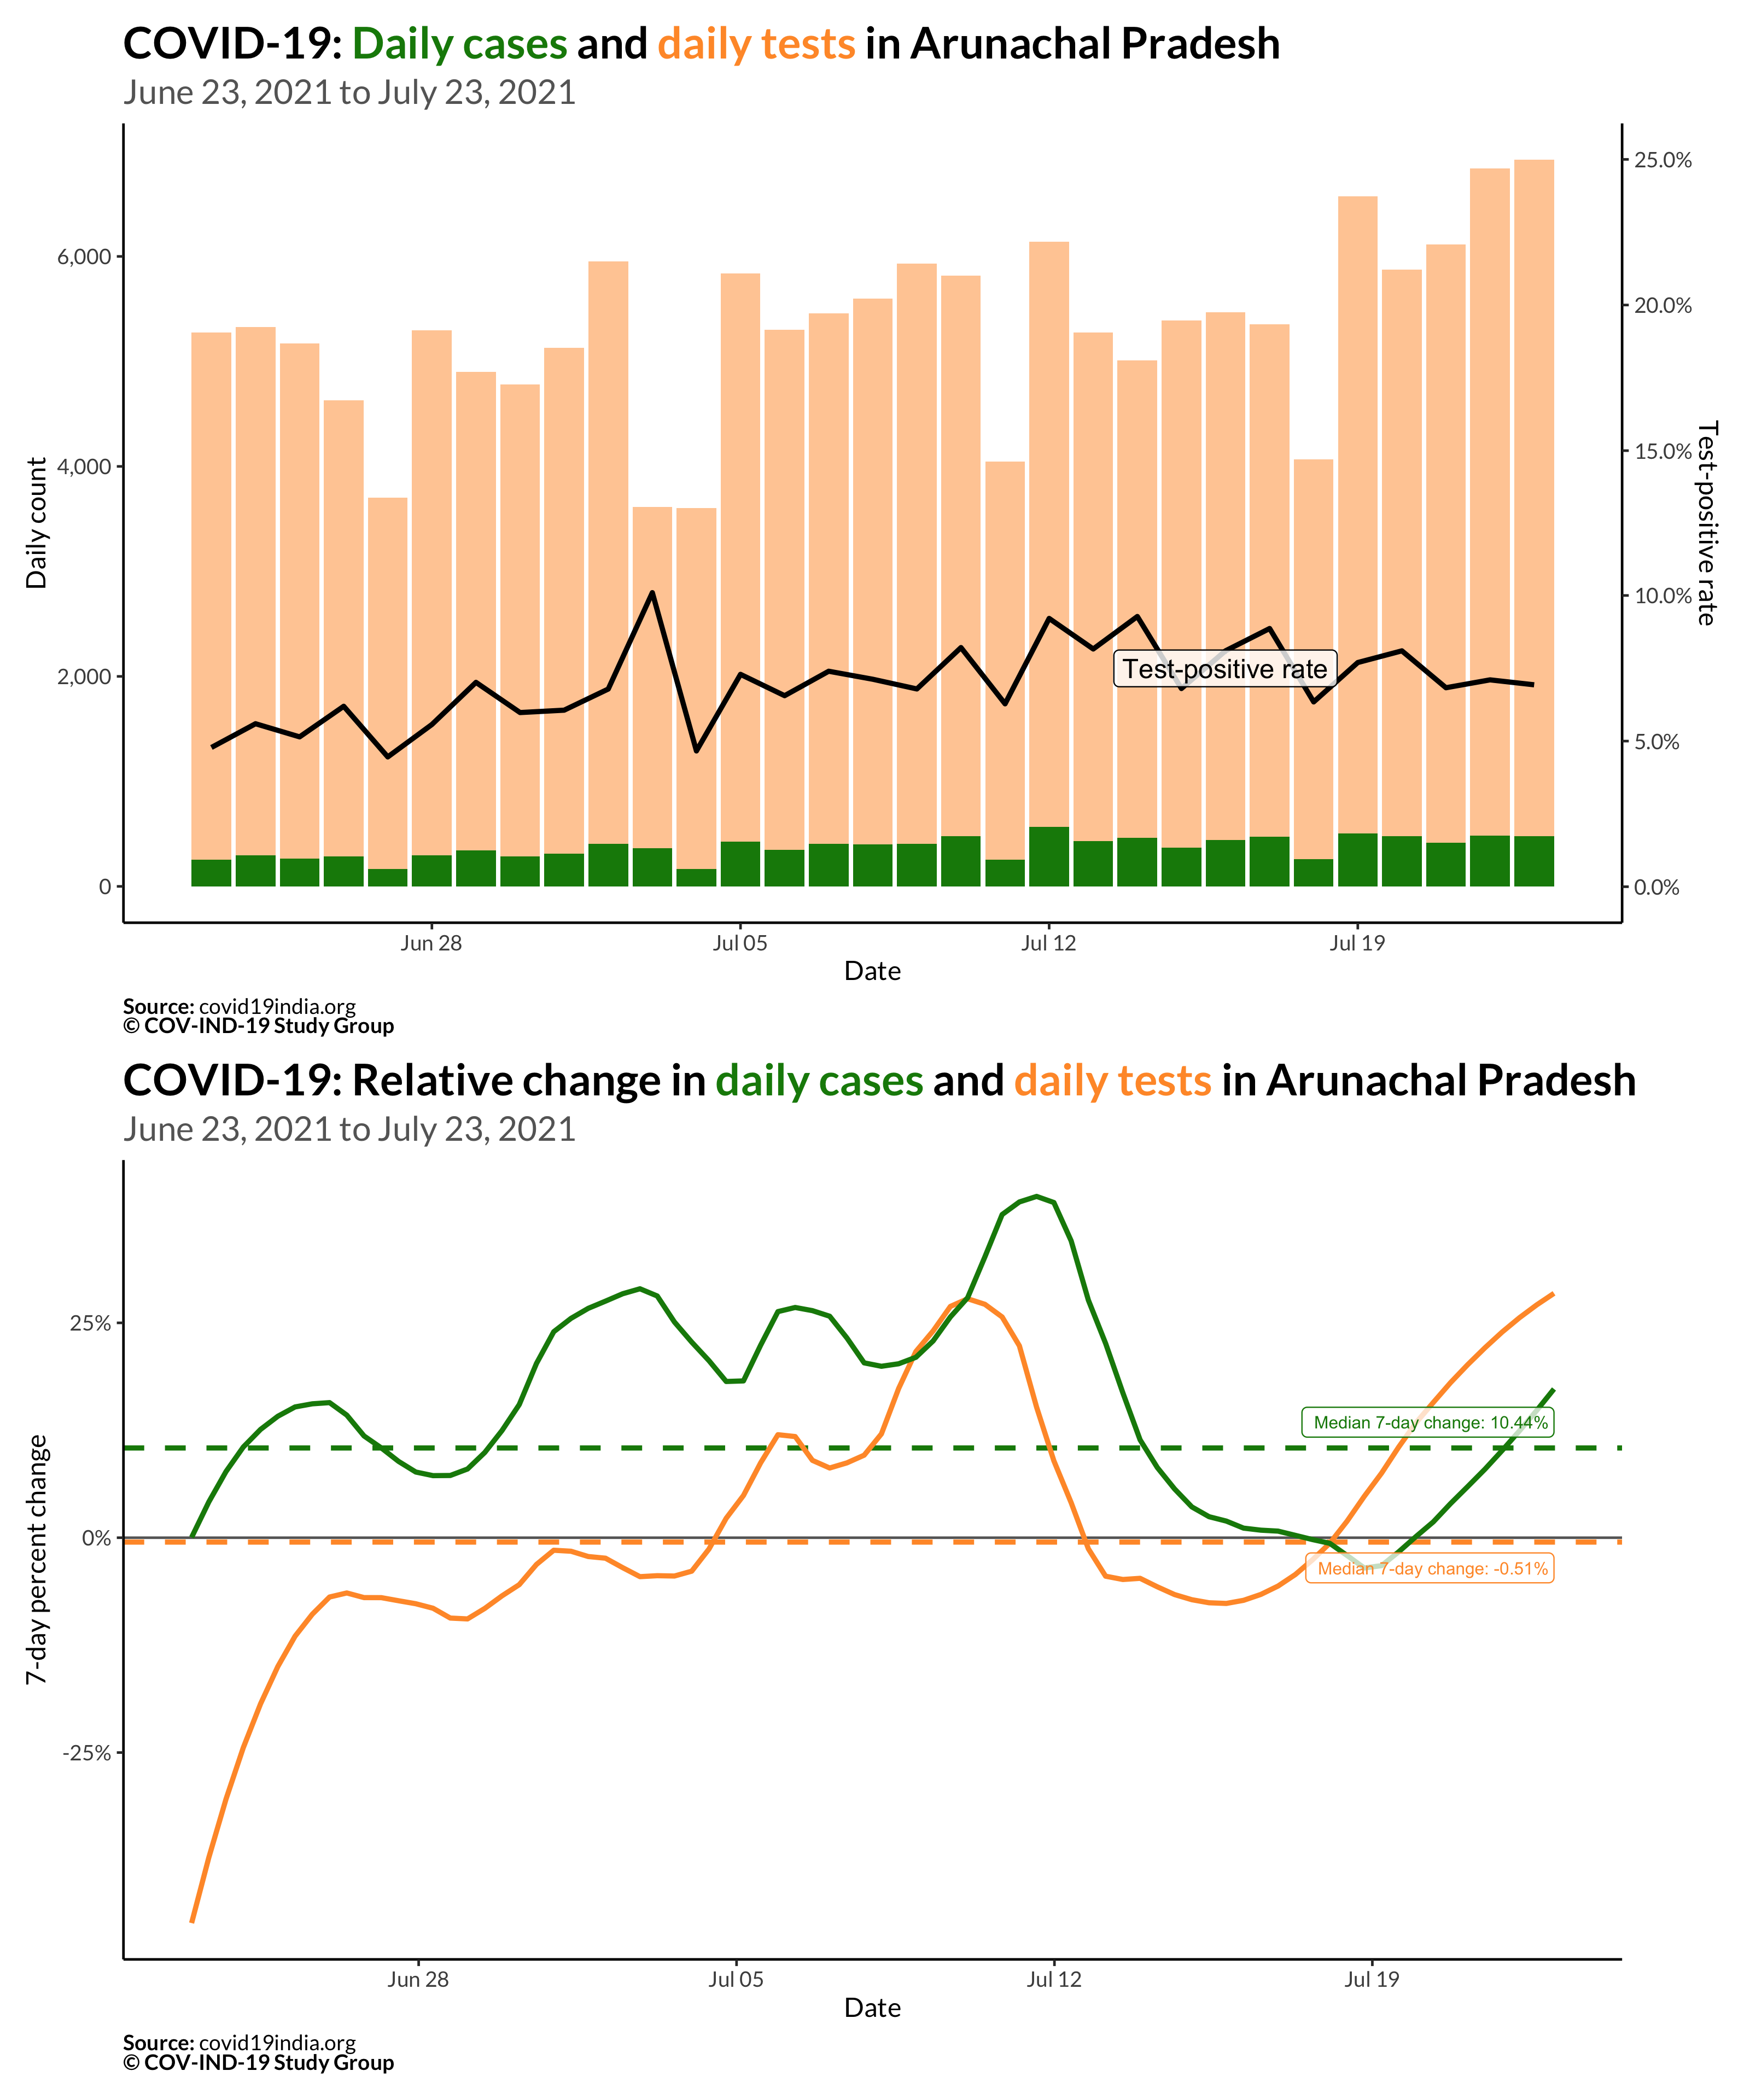 COVID-19: Daily cases and daily tests in Arunachal Pradesh
June 23, 2021 to July 23, 2021
Daily count
6,000
4,000
2,000
0
25.0%
20.0%
15.0%
10.0%
5.0%
0.0%
Test-positive rate
Test-positive rate
Jun 28
Jul 05
Jul 12
Jul 19
Date
Source: covid19india.org
© COV-IND-19 Study Group
COVID-19: Relative change in daily cases and daily tests in Arunachal Pradesh
June 23, 2021 to July 23, 2021
7-day percent change
25%
0%
-25%
Median 7-day change: 10.44%
Median 7-day change: -0.51%
Jun 28
Jul 05
Jul 12
Jul 19
Date
Source: covid19india.org
© COV-IND-19 Study Group